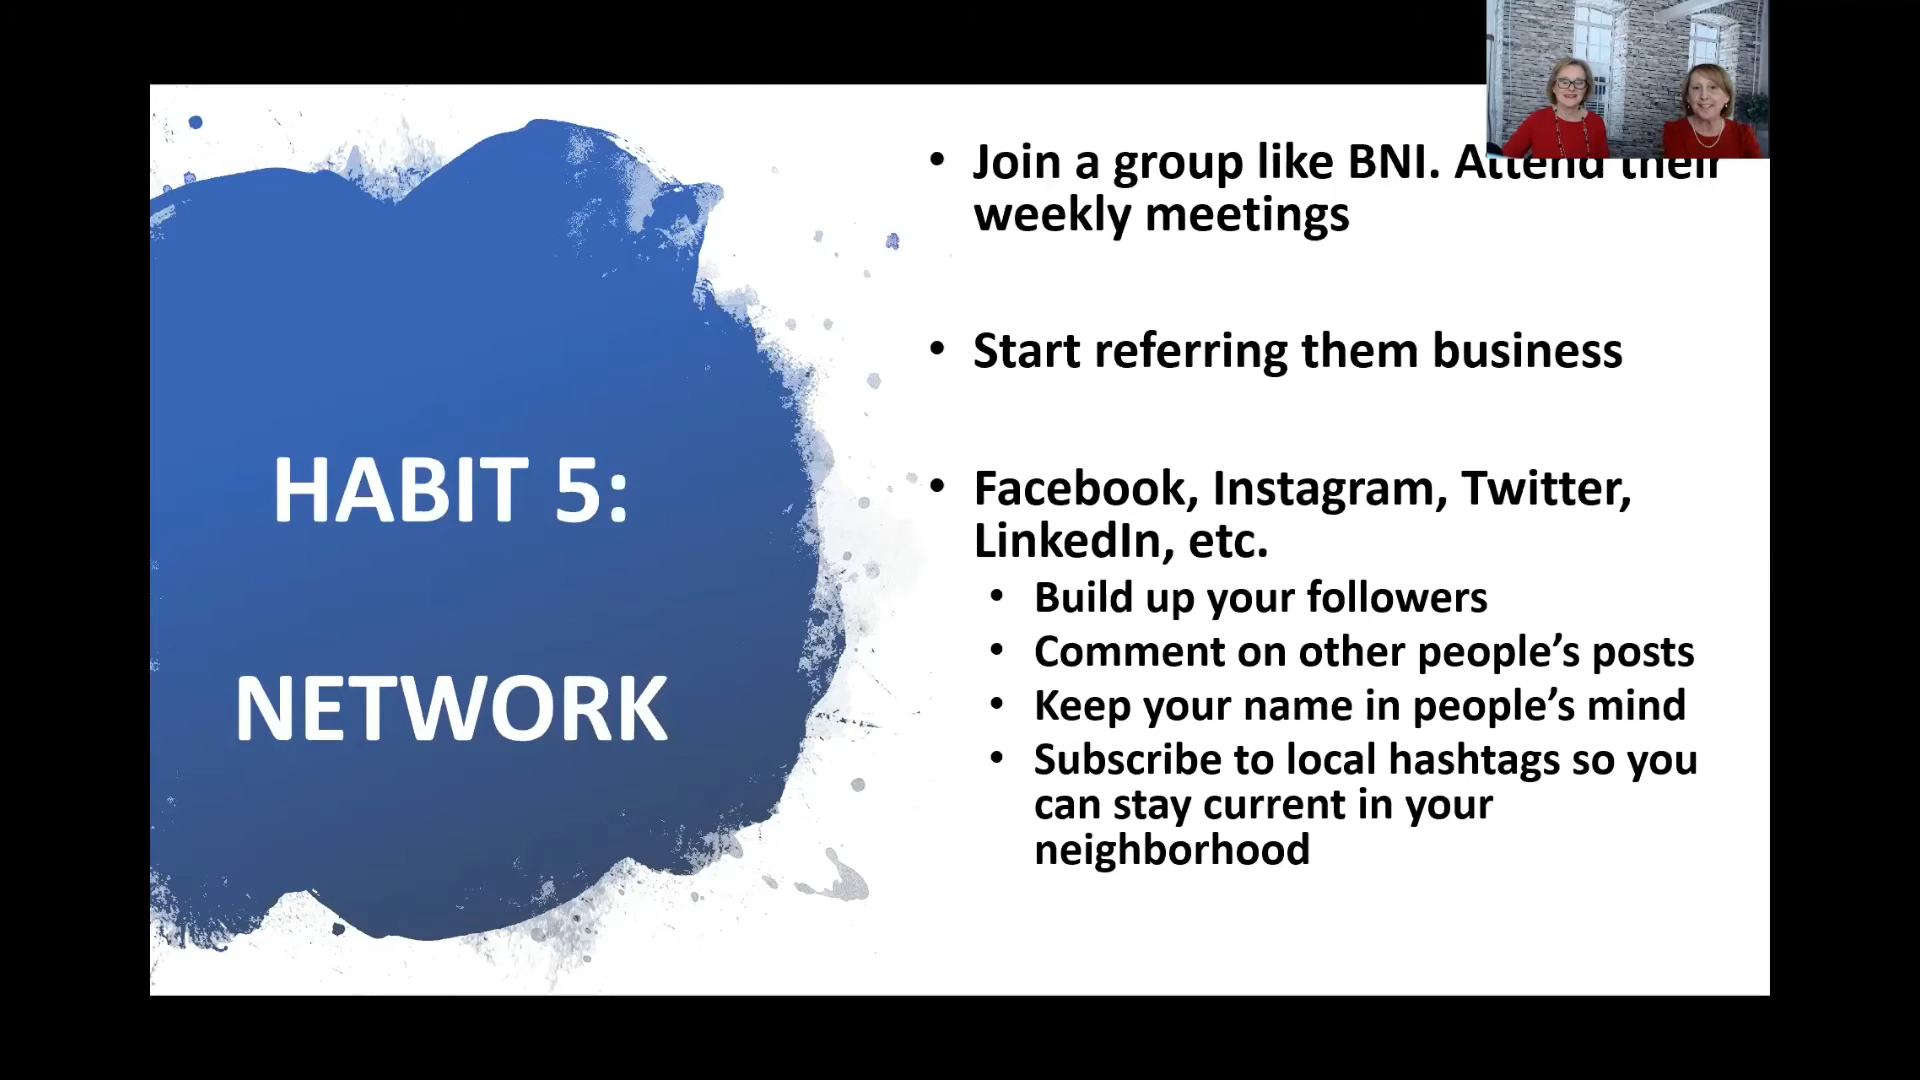 HABIT 5:
NETWORK
• Join a group like BNI. Attend their
weekly meetings
• Start referring them business
• Facebook, Instagram, Twitter,
LinkedIn, etc.
• Build up your followers
• Comment on other people’s posts
• Keep your name in people’s mind
• Subscribe to local hashtags so you
can stay current in your
neighborhood